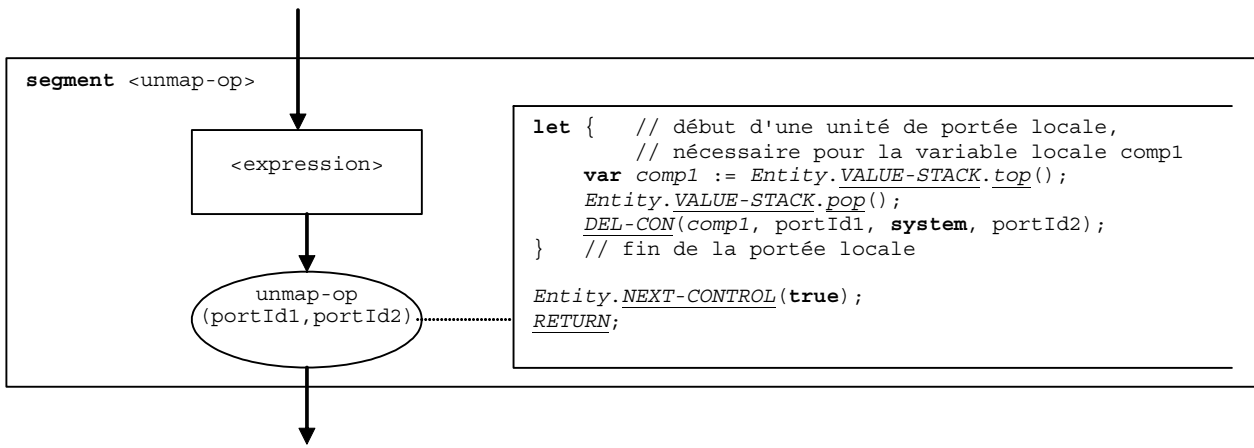 segment <unmap-op>
<expression>
unmap-op
(portId1,portId2)
let { // début d'une unité de portée locale,
// nécessaire pour la variable locale comp1
var comp1 := Entity.VALUE-STACK.top();
Entity.VALUE-STACK.pop();
DEL-CON(comp1, portId1, system, portId2);
} // fin de la portée locale
Entity.NEXT-CONTROL(true);
RETURN;